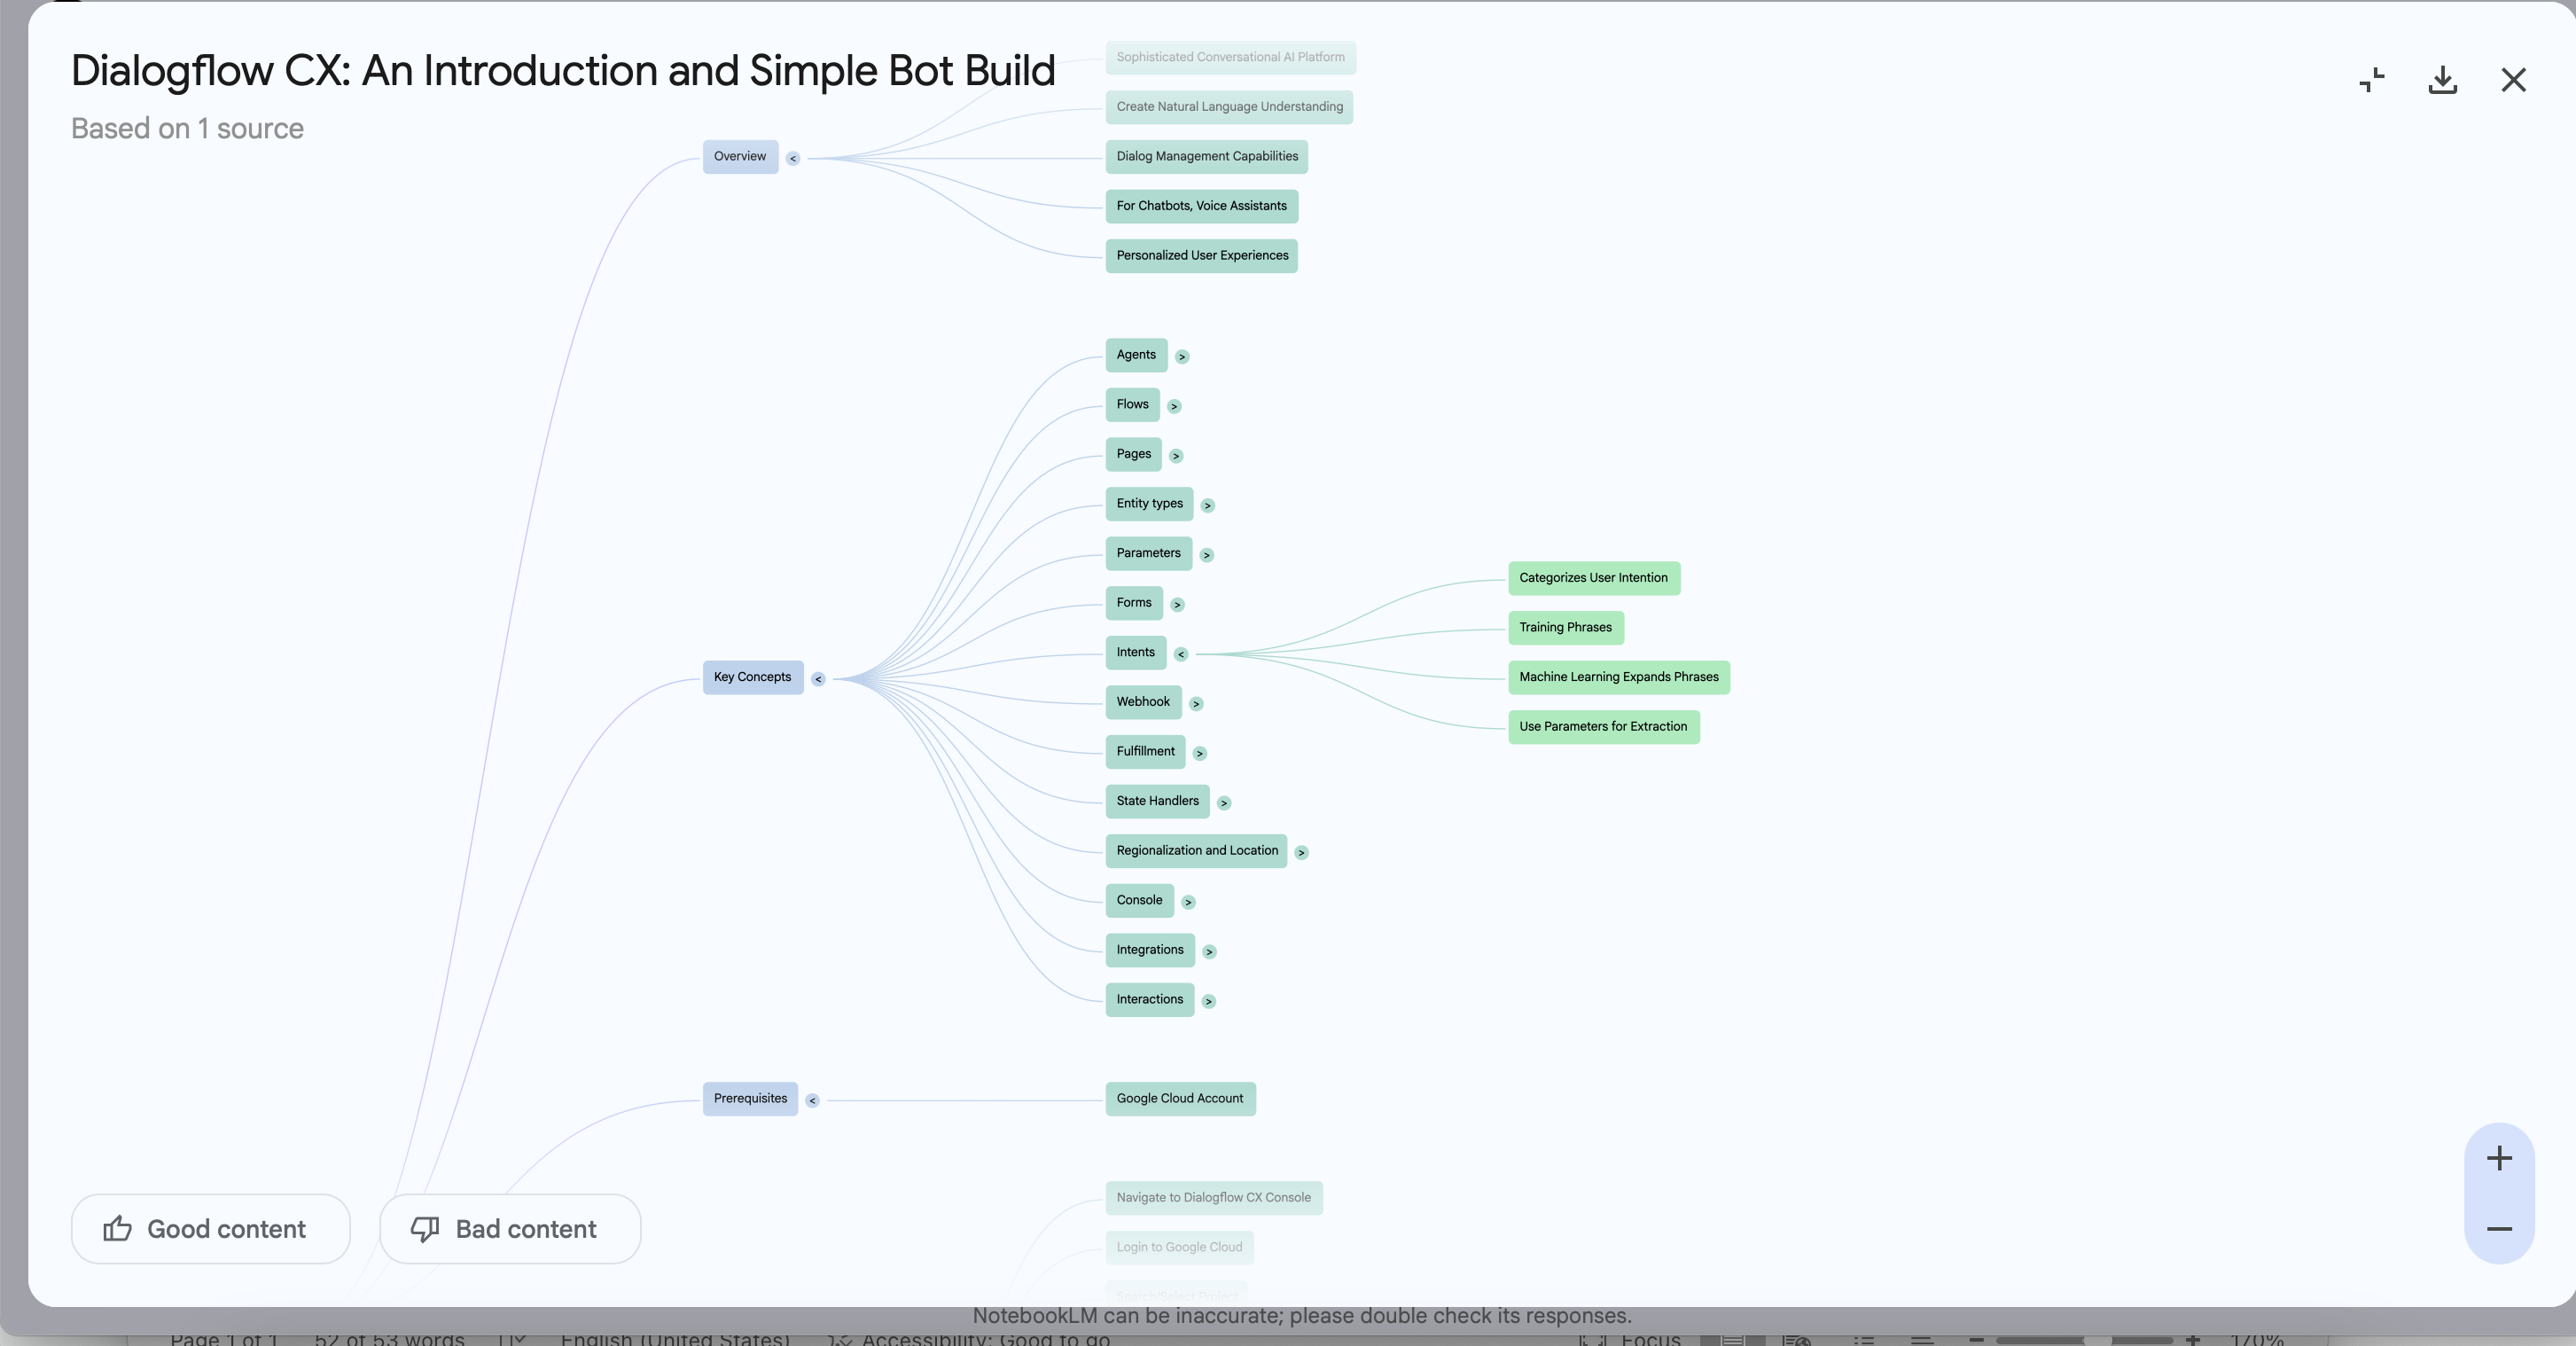 Dialogflow CX: An Introduction and Simple Bot Build
Based on 1 source
Sophisticated Conversational AI Platform
Create Natural Language Understanding
Overview
<
Dialog Management Capabilities
For Chatbots, Voice Assistants
Personalized User Experiences
Agents >
Flows >
Pages >
Entity types >
Parameters >
Forms >
Key Concepts <
Intents <
Categorizes User Intention
Training Phrases
Machine Learning Expands Phrases
Use Parameters for Extraction
Webhook >
Fulfillment >
State Handlers >
Regionalization and Location >
Console >
Integrations >
Interactions >
Prerequisites <
Google Cloud Account
Navigate to Dialogflow CX Console
Login to Google Cloud
Search/Select Project
Good content
Bad content
+
−
NotebookLM can be inaccurate; please double check its responses.
Page 1 of 1 52 of 53 words English (United States) Accessibility: Good to go Focus 170%